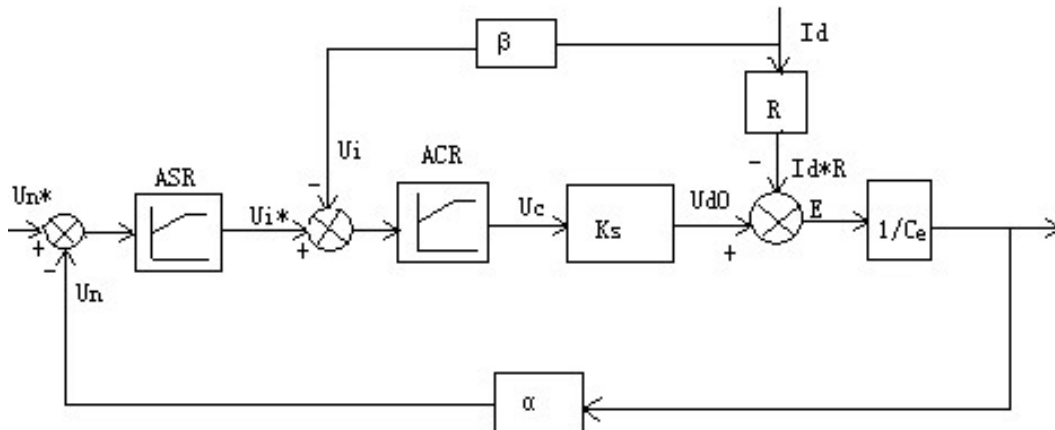 β
Id
R
Ui
ACR
Id*R
ASR
Un*
Ui*
Uc
Ks
Ud0
E
1/Ce
+
-
+
-
+
-
Un
α